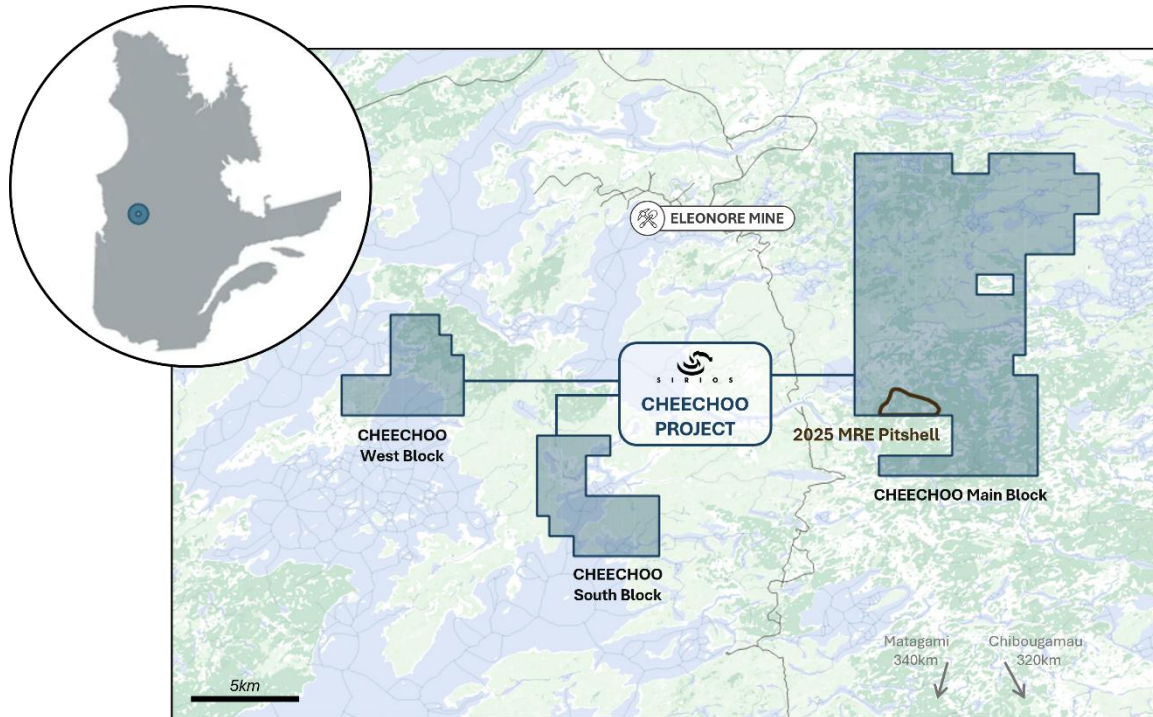 ELEONORE MINE
SIRIOS
CHEECHOO
PROJECT
2025 MRE Pitshell
CHEECHOO
West Block
CHEECHOO Main Block
CHEECHOO
South Block
Matagami
340km
Chibougamau
320km
5km